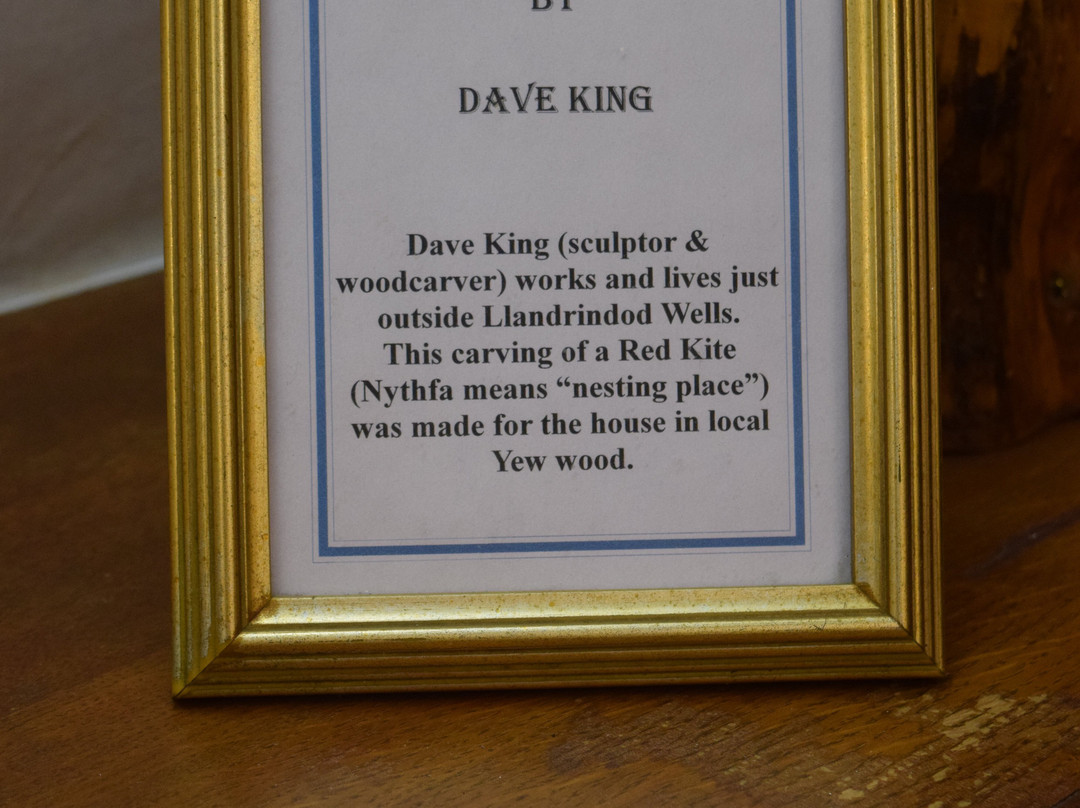 BY
DAVE KING
Dave King (sculptor &
woodcarver) works and lives just
outside Llandrindod Wells.
This carving of a Red Kite
(Nythfa means “nesting place”)
was made for the house in local
Yew wood.